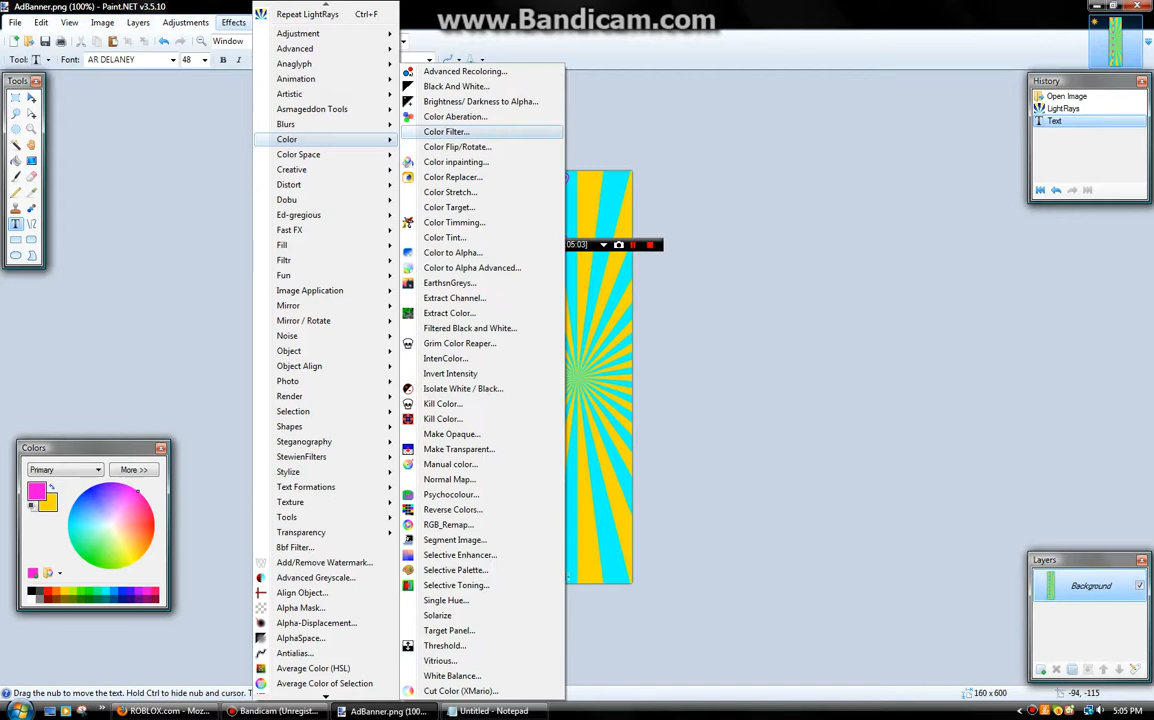 AdBanner.png (100%) - Paint.NET v3.5.10
www.Bandicam.com
File Edit View Image Layers Adjustments Effects
Window
Tool: T Font: AR DELANEY 48 B I
Tools
Repeat LightRays Ctrl+F
Adjustment
Advanced
Anaglyph
Animation
Artistic
Asmageddon Tools
Blurs
Color
Color Space
Creative
Distort
Dobu
Ed-gregious
Fast FX
Fill
Filtr
Fun
Image Application
Mirror
Mirror / Rotate
Noise
Object
Object Align
Photo
Render
Selection
Shapes
Steganography
StewienFilters
Stylize
Text Formations
Texture
Tools
Transparency
8bf Filter...
Add/Remove Watermark...
Advanced Greyscale...
Align Object...
Alpha Mask...
Alpha-Displacement...
AlphaSpace...
Antialias...
Average Color (HSL)
Average Color of Selection
Advanced Recoloring...
Black And White...
Brightness/ Darkness to Alpha...
Color Aberation...
Color Filter...
Color Flip/Rotate...
Color inpainting...
Color Replacer...
Color Stretch...
Color Target...
Color Timming...
Color Tint...
Color to Alpha...
Color to Alpha Advanced...
EarthsnGreys...
Extract Channel...
Extract Color...
Filtered Black and White...
Grim Color Reaper...
IntenColor...
Invert Intensity
Isolate White / Black...
Kill Color...
Kill Color...
Make Opaque...
Make Transparent...
Manual color...
Normal Map...
Psychocolour...
Reverse Colors...
RGB_Remap...
Segment Image...
Selective Enhancer...
Selective Palette...
Selective Toning...
Single Hue...
Solarize
Target Panel...
Threshold...
Vitrious...
White Balance...
Cut Color (XMario)...
05:03]
History
Open Image
LightRays
Text
Colors
Primary More >>
Layers
Background
Drag the nub to move the text. Hold Ctrl to hide nub and cursor. T
160 x 600 -94, -115
ROBLOX.com - Moz...
Bandicam (Unregist...
AdBanner.png (100...
Untitled - Notepad
5:05 PM